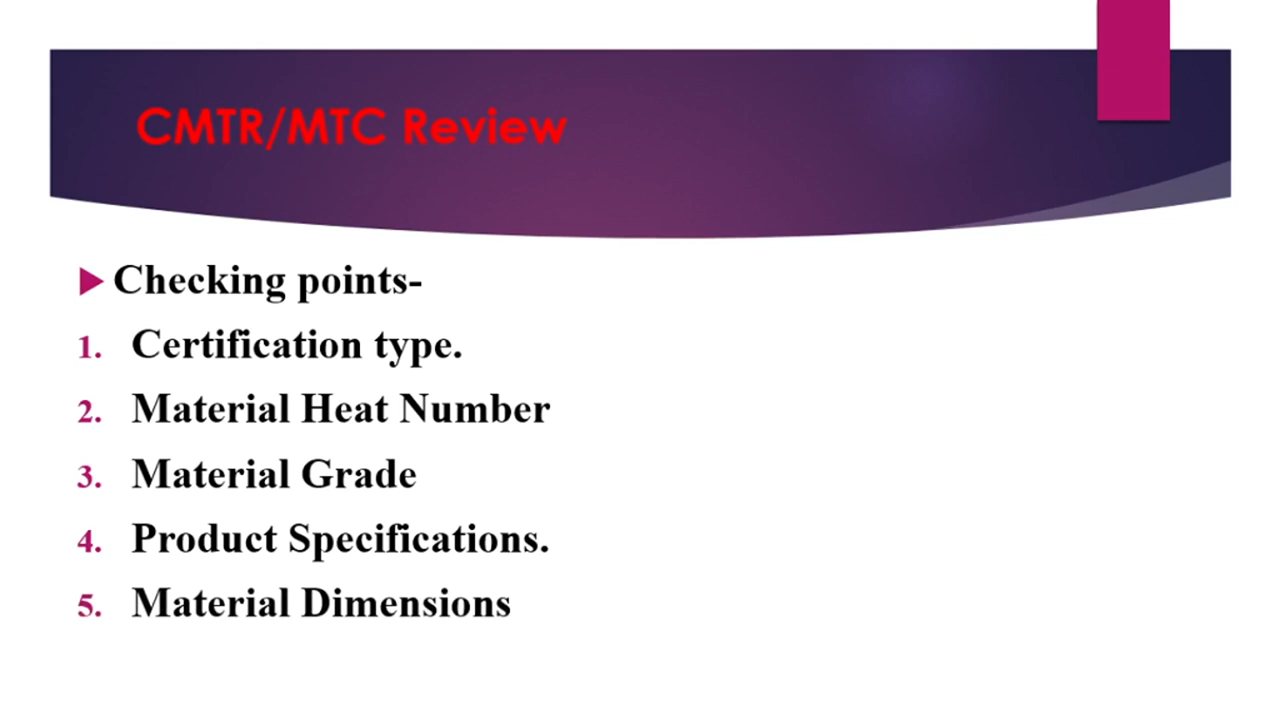 CMTR/MTC Review
Checking points-
1. Certification type.
2. Material Heat Number
3. Material Grade
4. Product Specifications.
5. Material Dimensions